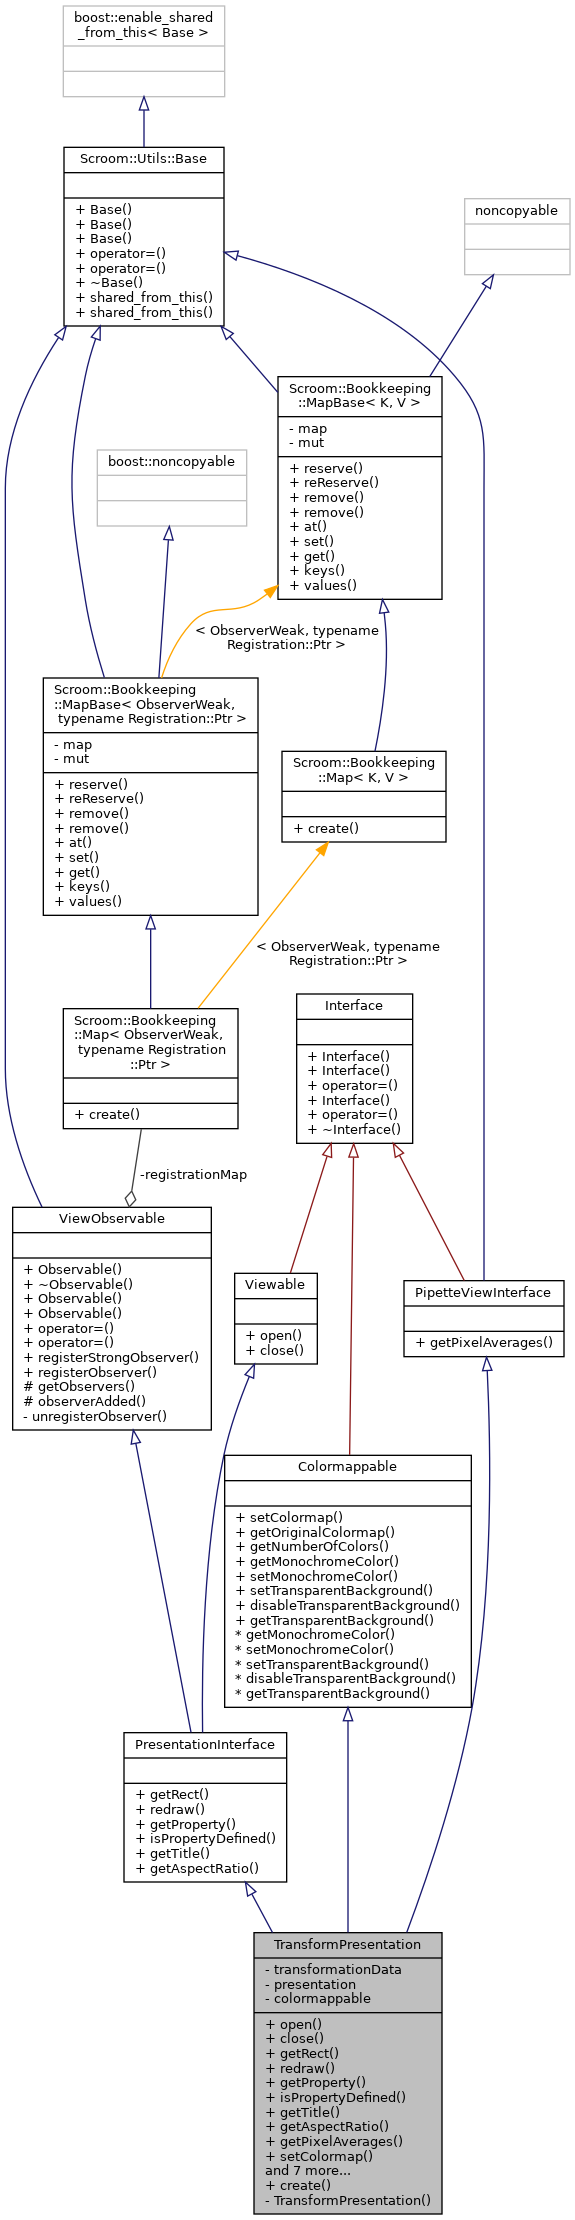 boost::enable_shared
_from_this< Base >
Scroom::Utils::Base
+ Base()
+ Base()
+ Base()
+ operator=()
+ operator=()
+ ~Base()
+ shared_from_this()
+ shared_from_this()
noncopyable
Scroom::Bookkeeping
::MapBase< K, V >
- map
- mut
+ reserve()
+ reReserve()
+ remove()
+ remove()
+ at()
+ set()
+ get()
+ keys()
+ values()
boost::noncopyable
< ObserverWeak, typename
Registration::Ptr >
Scroom::Bookkeeping
::MapBase< ObserverWeak,
typename Registration::Ptr >
- map
- mut
+ reserve()
+ reReserve()
+ remove()
+ remove()
+ at()
+ set()
+ get()
+ keys()
+ values()
Scroom::Bookkeeping
::Map< K, V >
+ create()
< ObserverWeak, typename
Registration::Ptr >
Scroom::Bookkeeping
::Map< ObserverWeak,
typename Registration
::Ptr >
+ create()
Interface
+ Interface()
+ Interface()
+ operator=()
+ Interface()
+ operator=()
+ ~Interface()
-registrationMap
ViewObservable
+ Observable()
+ ~Observable()
+ Observable()
+ Observable()
+ operator=()
+ operator=()
+ registerStrongObserver()
+ registerObserver()
# getObservers()
# observerAdded()
- unregisterObserver()
Viewable
+ open()
+ close()
PipetteViewInterface
+ getPixelAverages()
Colormappable
+ setColormap()
+ getOriginalColormap()
+ getNumberOfColors()
+ getMonochromeColor()
+ setMonochromeColor()
+ setTransparentBackground()
+ disableTransparentBackground()
+ getTransparentBackground()
* getMonochromeColor()
* setMonochromeColor()
* setTransparentBackground()
* disableTransparentBackground()
* getTransparentBackground()
PresentationInterface
+ getRect()
+ redraw()
+ getProperty()
+ isPropertyDefined()
+ getTitle()
+ getAspectRatio()
TransformPresentation
- transformationData
- presentation
- colormappable
+ open()
+ close()
+ getRect()
+ redraw()
+ getProperty()
+ isPropertyDefined()
+ getTitle()
+ getAspectRatio()
+ getPixelAverages()
+ setColormap()
and 7 more...
+ create()
- TransformPresentation()